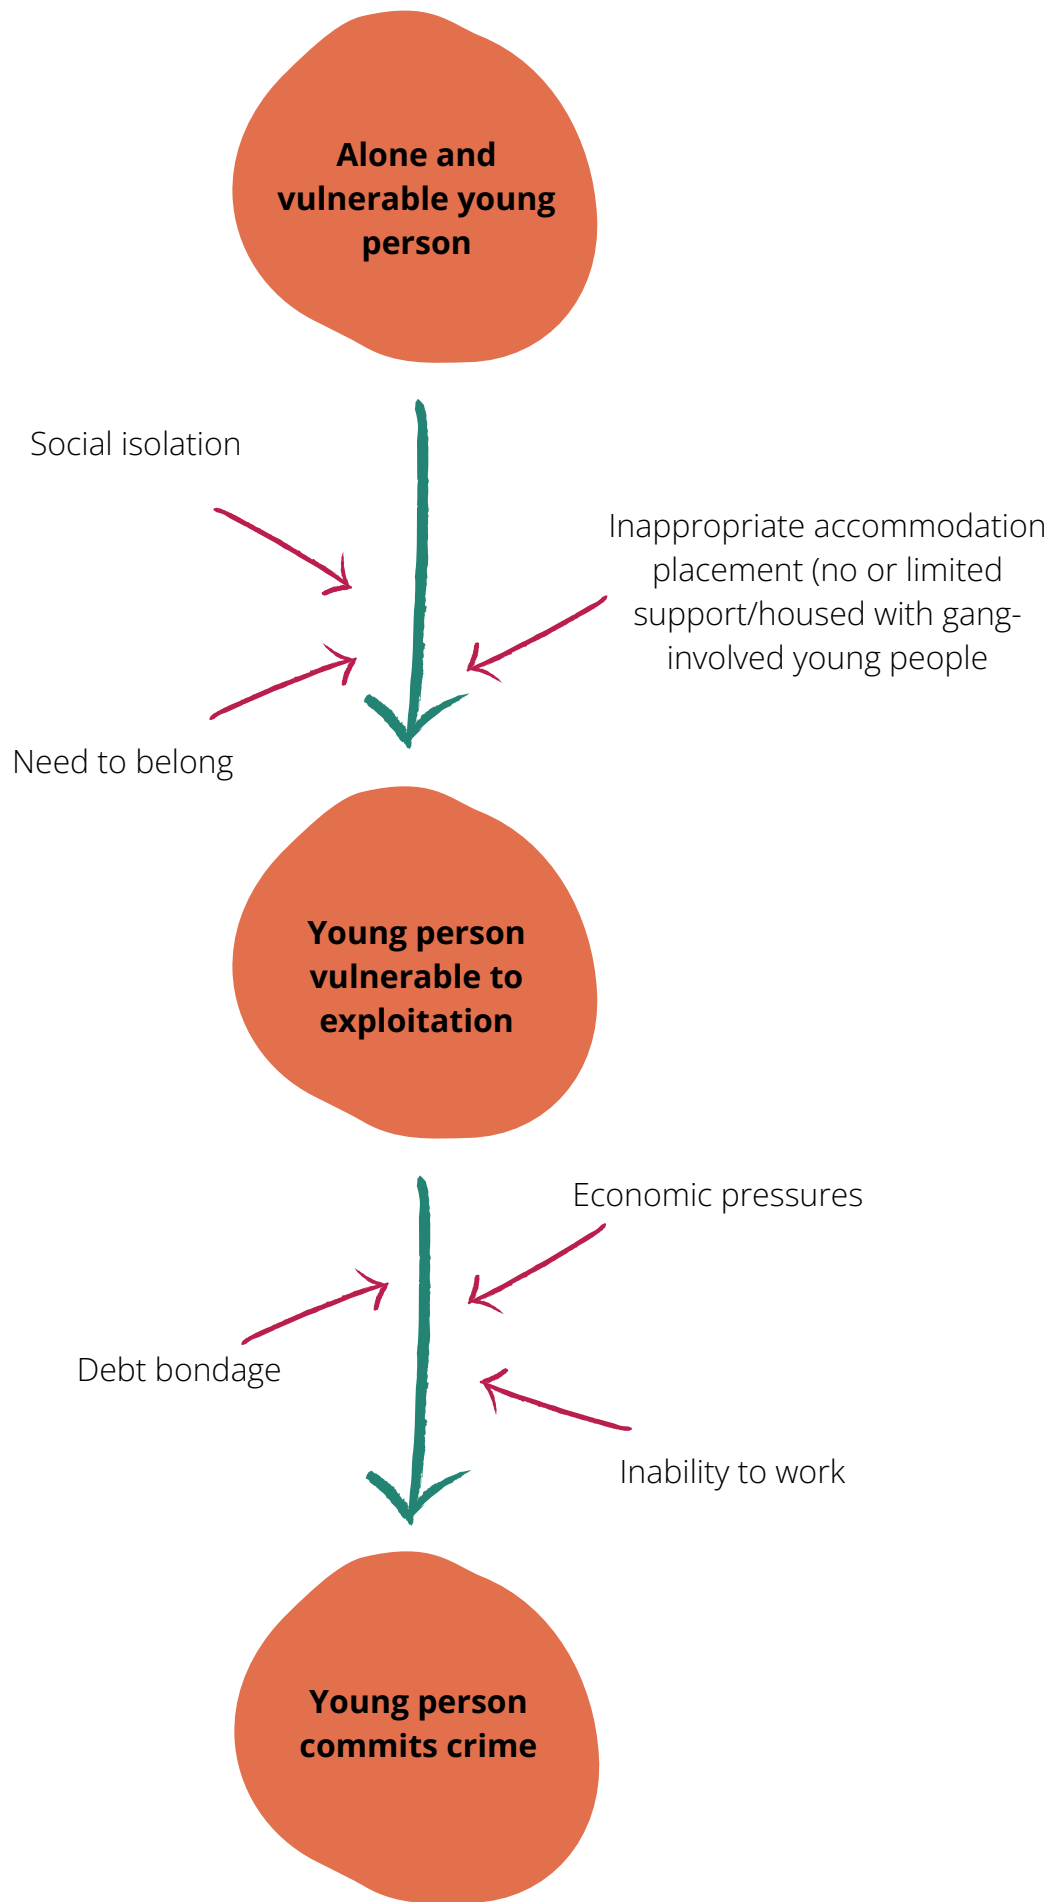 Alone and
vulnerable young
person
Social isolation
Inappropriate accommodation
placement (no or limited
support/housed with gang-
involved young people
Need to belong
Young person
vulnerable to
exploitation
Economic pressures
Debt bondage
Inability to work
Young person
commits crime